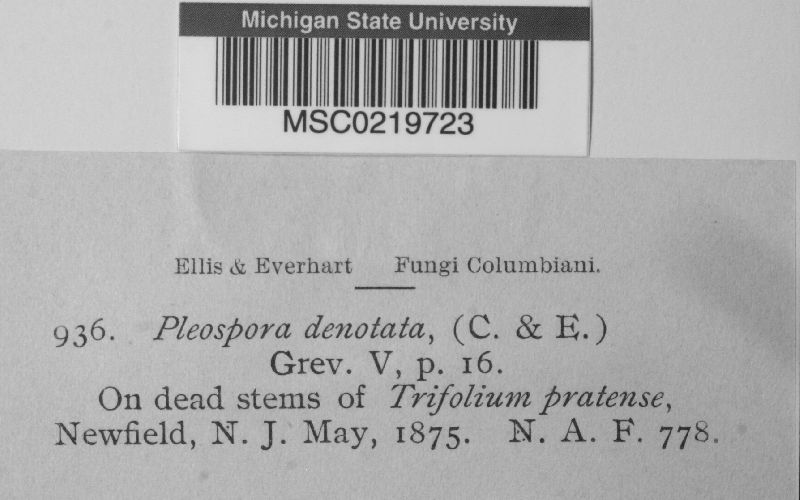 Michigan State University
MSC0219723
Ellis & Everhart Fungi Columbiani.
936. Pleospora denotata, (C. & E.)
Grev. V, p. 16.
On dead stems of Trifolium pratense,
Newfield, N. J. May, 1875. N. A. F. 778.